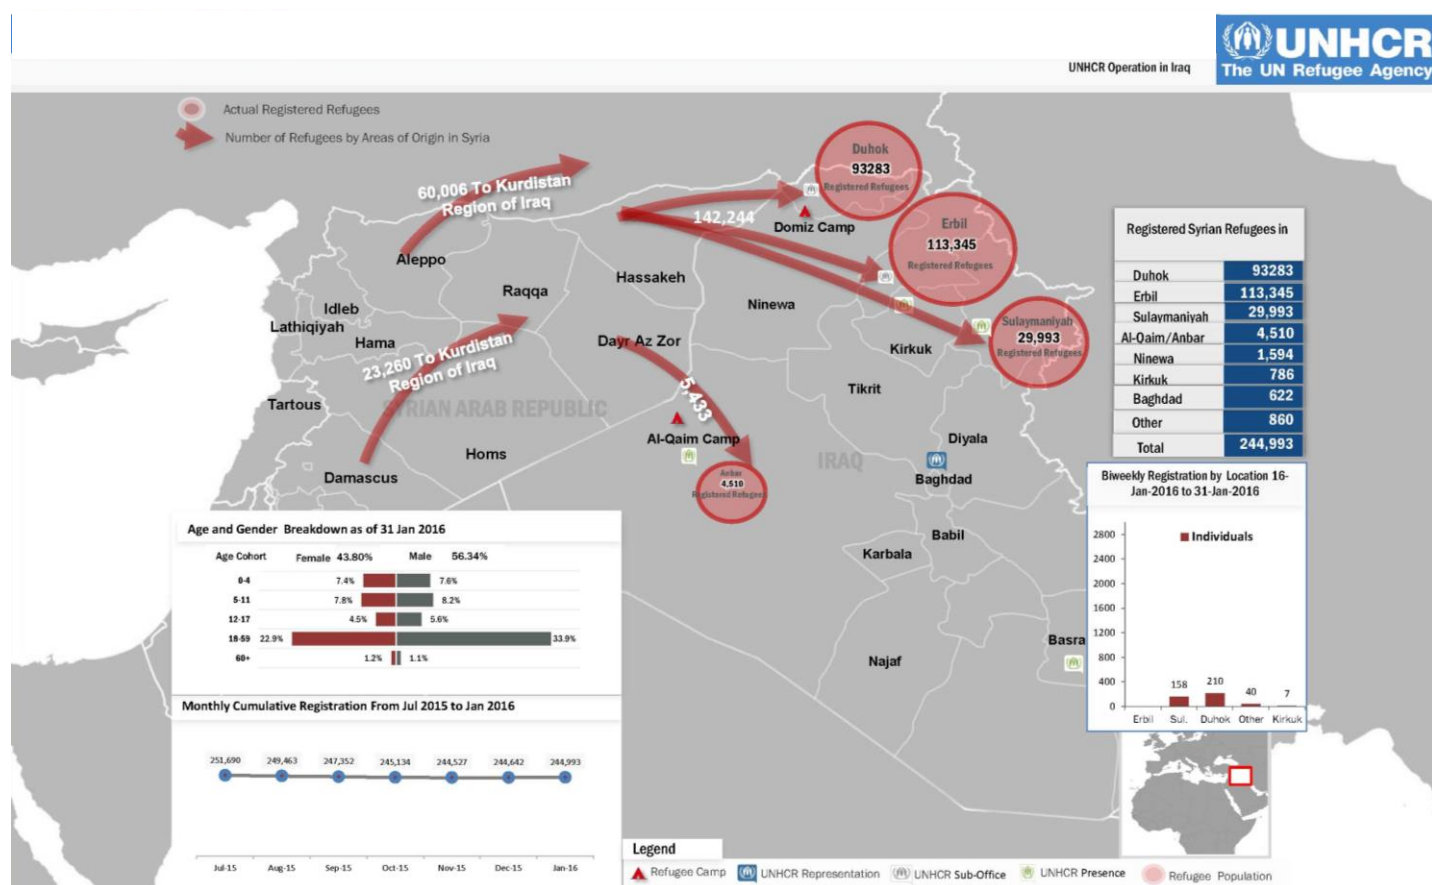 UNHCR
The UN Refugee Agency
UNHCR Operation in Iraq
Actual Registered Refugees
Number of Refugees by Areas of Origin in Syria
60,006 To Kurdistan
Region of Iraq
142,244
Duhok
93283
Registered Refugees
Domiz Camp
Erbil
113,345
Registered Refugees
Aleppo
Hassakeh
Raqqa
Ninewa
Idleb
Lathiqiyah
Hama
Dayr Az Zor
Kirkuk
Sulaymaniyah
29,993
Registered Refugees
23,260 To Kurdistan
Region of Iraq
5,433
Tikrit
Tartous
SYRIAN ARAB REPUBLIC
Al-Qaim Camp
Homs
IRAQ
Diyala
Baghdad
Damascus
Anbar
4,510
Registered Refugees
Babil
Karbala
Najaf
Basra
Registered Syrian Refugees in
Duhok 93283
Erbil 113,345
Sulaymaniyah 29,993
Al-Qaim/Anbar 4,510
Ninewa 1,594
Kirkuk 786
Baghdad 622
Other 860
Total 244,993
Biweekly Registration by Location 16-
Jan-2016 to 31-Jan-2016
Individuals
2800
2400
2000
1600
1200
800
400
0
158 210 40 7
Erbil Sul. Duhok Other Kirkuk
Age and Gender Breakdown as of 31 Jan 2016
Age Cohort Female 43.80% Male 56.34%
0-4 7.4% 7.6%
5-11 7.8% 8.2%
12-17 4.5% 5.6%
18-59 22.9% 33.9%
60+ 1.2% 1.1%
Monthly Cumulative Registration From Jul 2015 to Jan 2016
251,690 249,463 247,352 245,134 244,527 244,642 244,993
Jul-15 Aug-15 Sep-15 Oct-15 Nov-15 Dec-15 Jan-16
Legend
Refugee Camp UNHCR Representation UNHCR Sub-Office UNHCR Presence Refugee Population